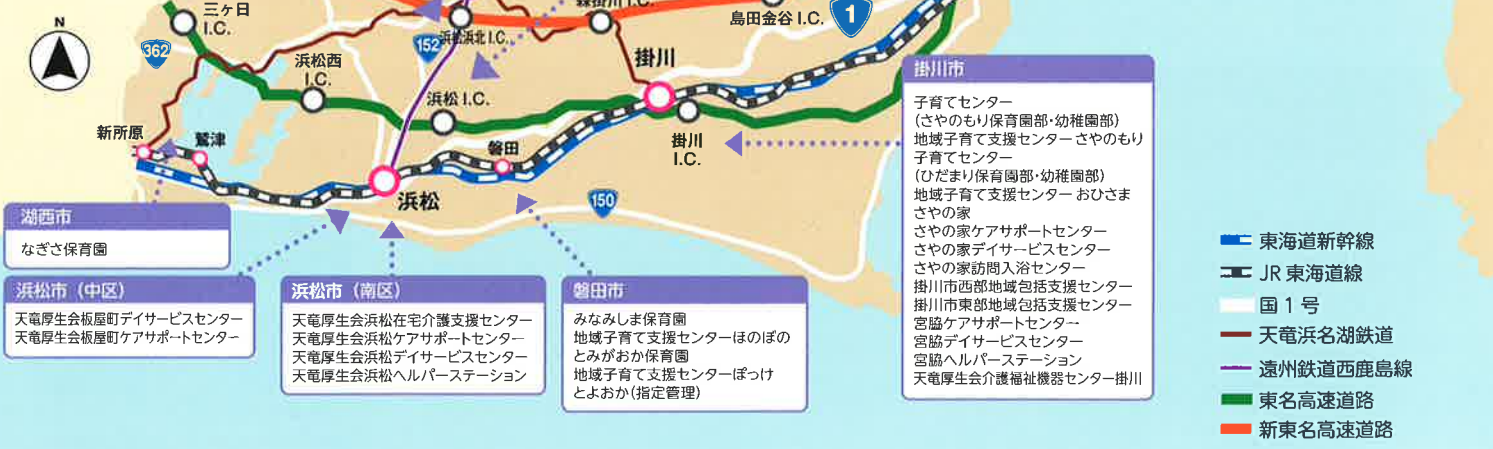 三ヶ日
I.C.
森掛川I.C.
島田金谷 I.C.
1
N
362
152
浜松浜北 I.C.
浜松西
I.C.
掛川
浜松 I.C.
新所原
鷲津
磐田
掛川
I.C.
浜松
150
湖西市
なぎさ保育園
浜松市（中区）
天竜厚生会板屋町デイサービスセンター
天竜厚生会板屋町ケアサポートセンター
浜松市（南区）
天竜厚生会浜松在宅介護支援センター
天竜厚生会浜松ケアサポートセンター
天竜厚生会浜松デイサービスセンター
天竜厚生会浜松ヘルパーステーション
磐田市
みなみしま保育園
地域子育て支援センターほのぼの
とみがおか保育園
地域子育て支援センターぽっけ
とよおか(指定管理)
掛川市
子育てセンター
(さやのもり保育園部・幼稚園部)
地域子育て支援センター さやのもり
子育てセンター
(ひだまり保育園部・幼稚園部)
地域子育て支援センター おひさま
さやの家
さやの家ケアサポートセンター
さやの家デイサービスセンター
さやの家訪問入浴センター
掛川市西部地域包括支援センター
掛川市東部地域包括支援センター
宮脇ケアサポートセンター
宮脇デイサービスセンター
宮脇ヘルパーステーション
天竜厚生会介護福祉機器センター掛川
東海道新幹線
JR 東海道線
国 1 号
天竜浜名湖鉄道
遠州鉄道西鹿島線
東名高速道路
新東名高速道路